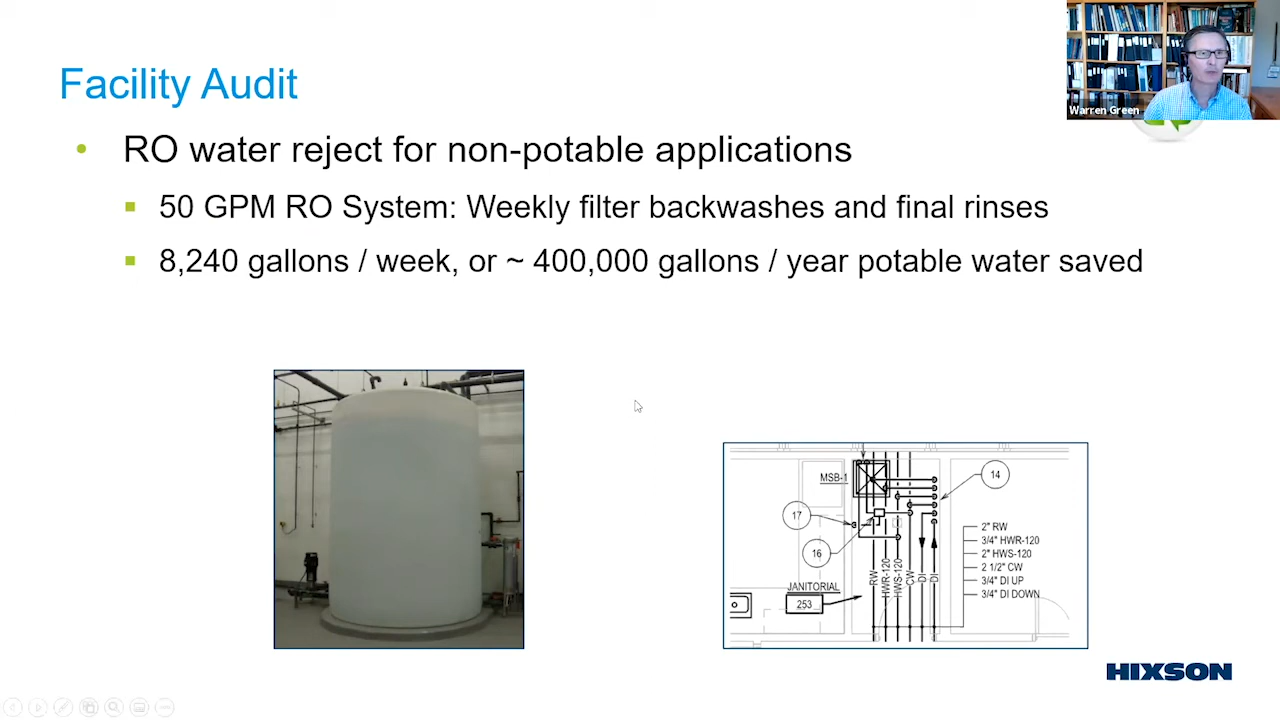 Warren Green
Facility Audit
• RO water reject for non-potable applications
▪ 50 GPM RO System: Weekly filter backwashes and final rinses
▪ 8,240 gallons / week, or ~ 400,000 gallons / year potable water saved
MSB-1
14
17
16
2" RW
3/4" HWR-120
2" HWS-120
2 1/2" CW
3/4" DI UP
3/4" DI DOWN
RW
HWR-120
HWS-120
CW
DI
DI
JANITORIAL
253
HIXSON